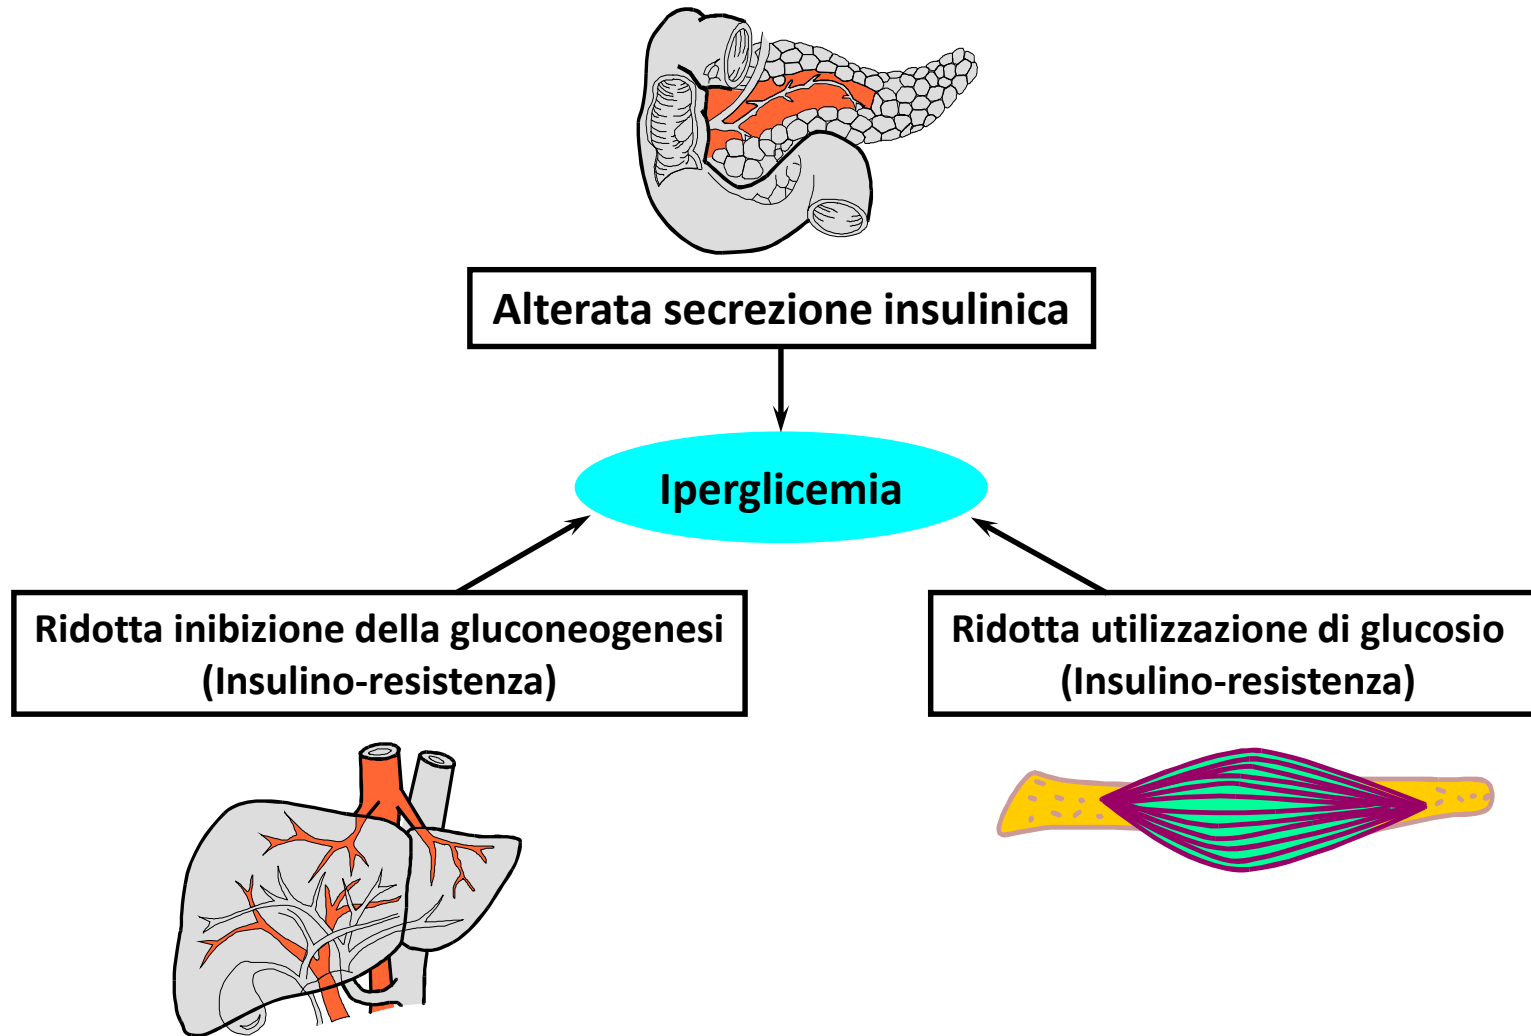 Alterata secrezione insulinica
Iperglicemia
Ridotta inibizione della gluconeogenesi
(Insulino-resistenza)
Ridotta utilizzazione di glucosio
(Insulino-resistenza)